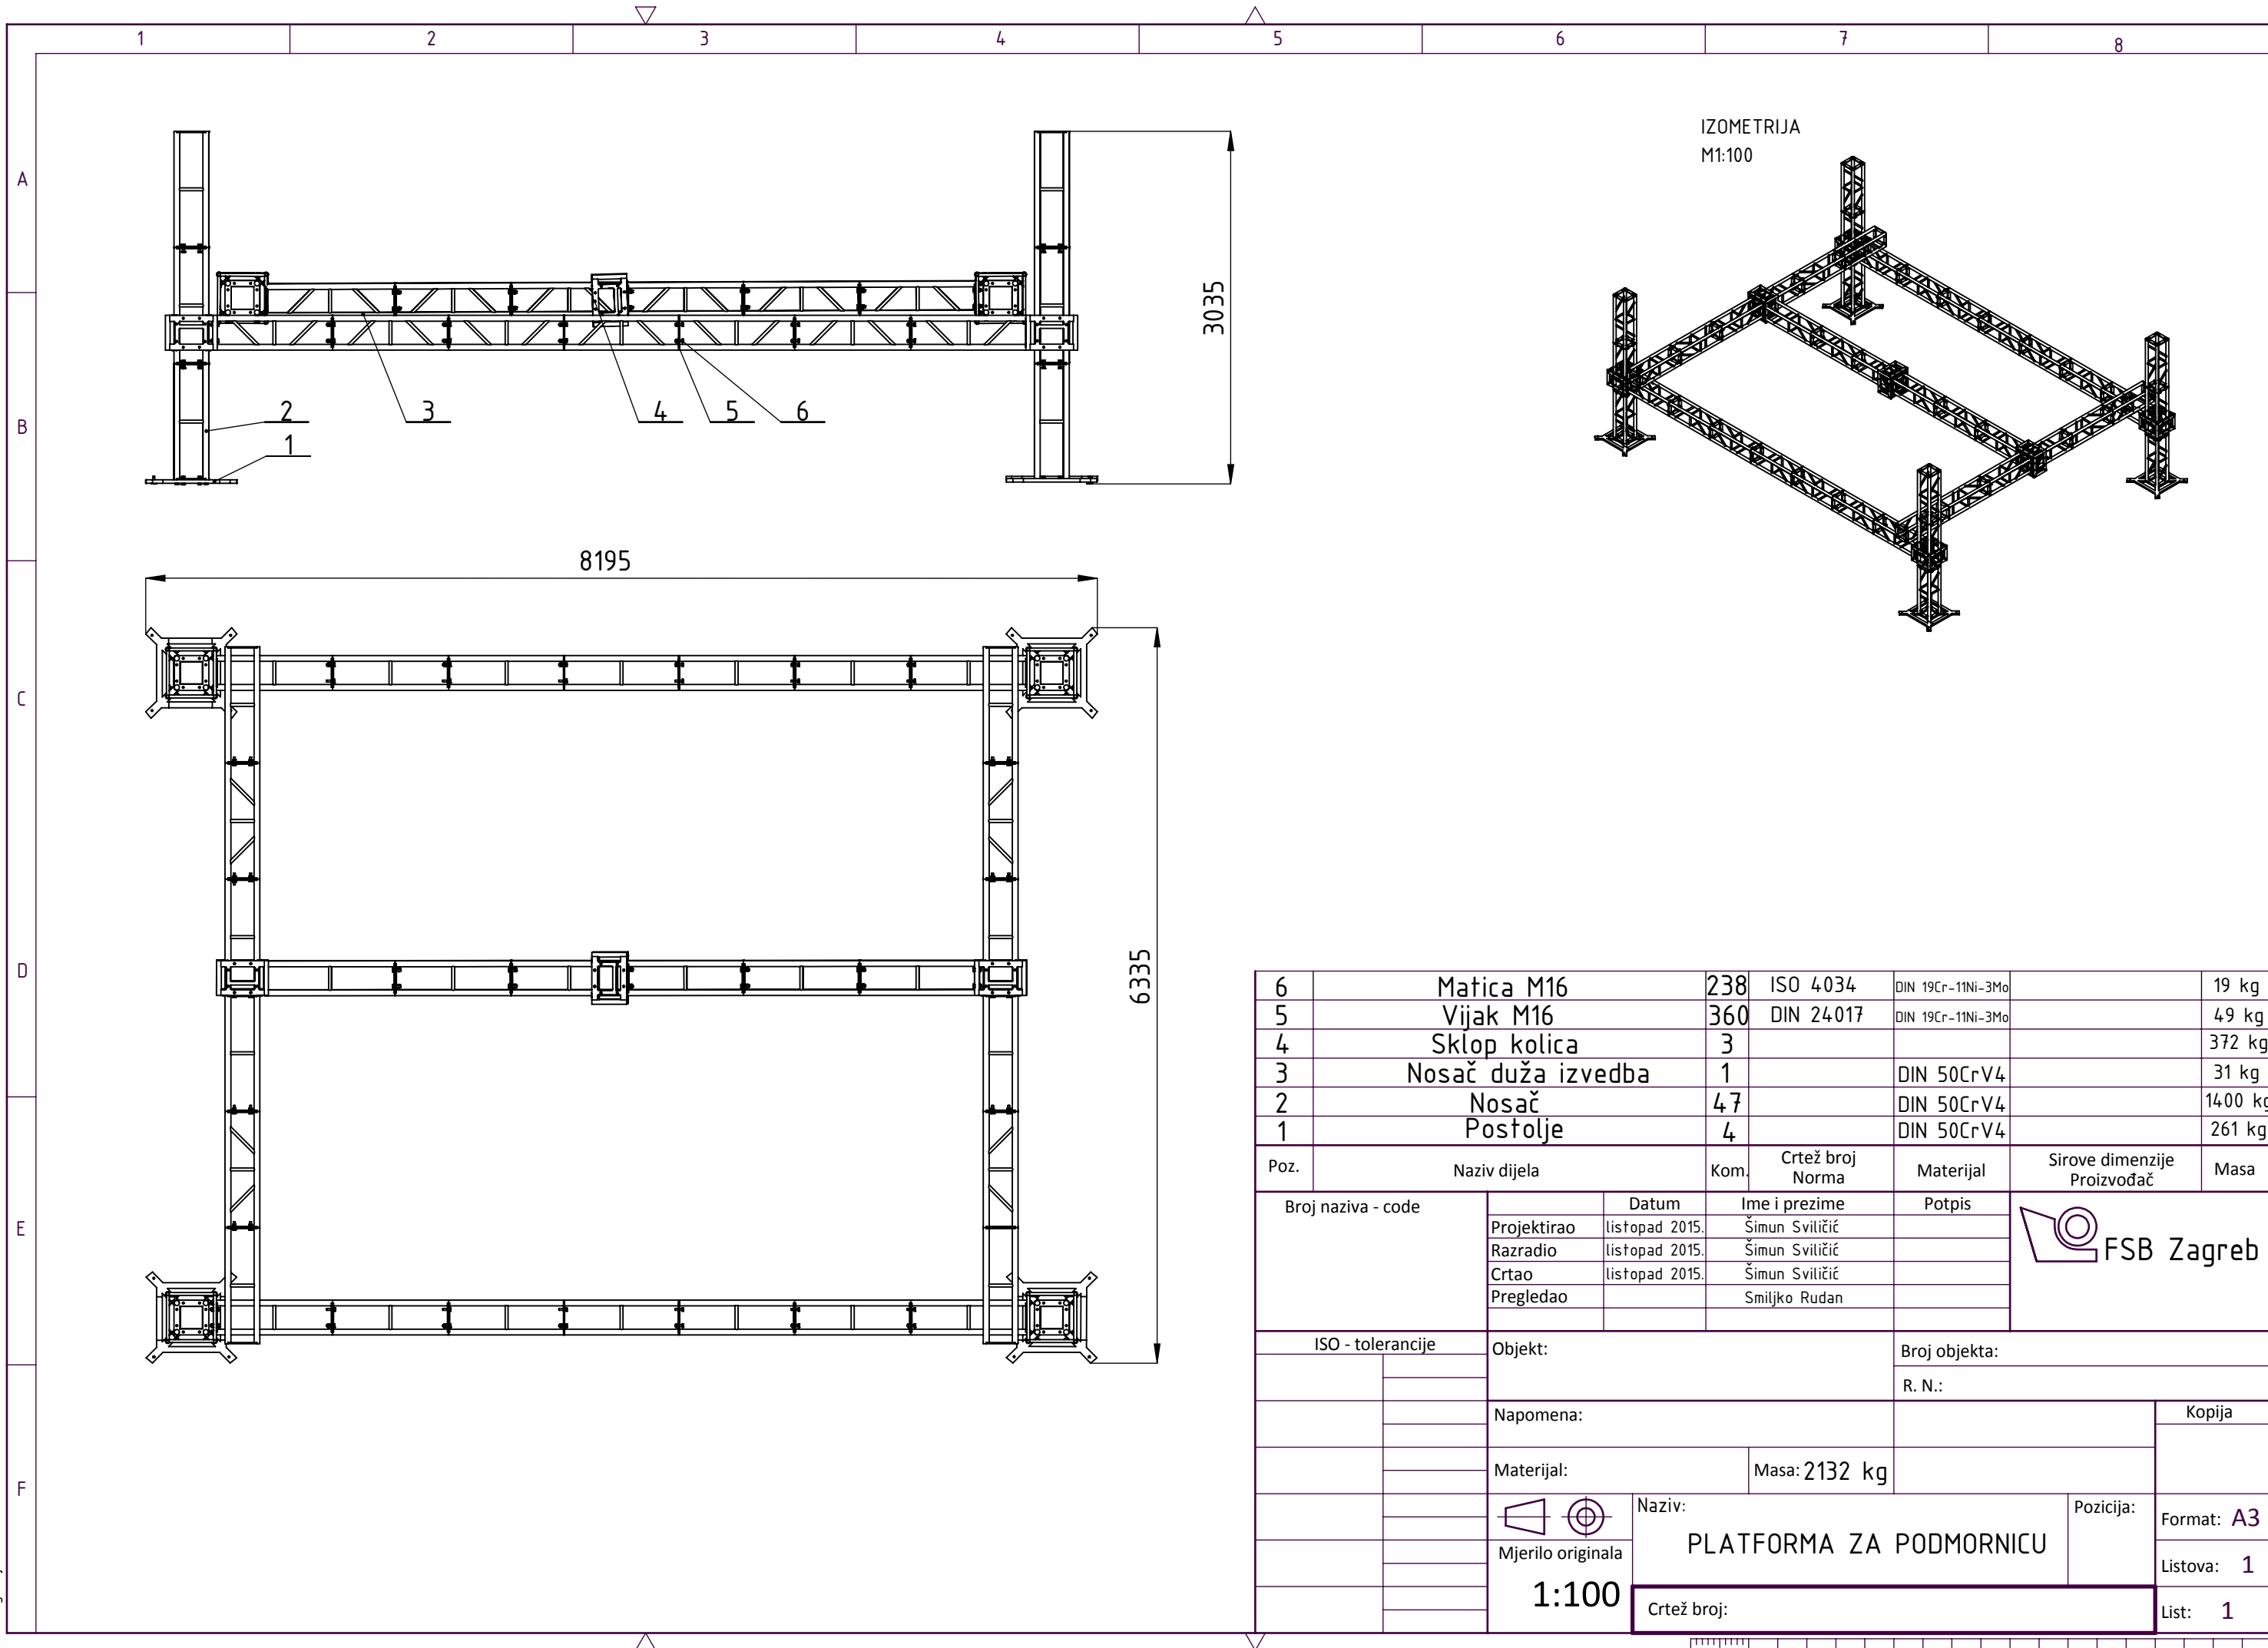 1 2 3 4 5 6 7 8
A
B
C
D
E
F
IZOMETRIJA
M1:100
3035
2
1
3
4
5
6
8195
6335
6 Matica M16 238 ISO 4034 DIN 19Cr-11Ni-3Mo 19 kg
5 Vijak M16 360 DIN 24017 DIN 19Cr-11Ni-3Mo 49 kg
4 Sklop kolica 3 372 kg
3 Nosač duža izvedba 1 DIN 50CrV4 31 kg
2 Nosač 47 DIN 50CrV4 1400 kg
1 Postolje 4 DIN 50CrV4 261 kg
Poz. Naziv dijela Kom. Crtež broj Norma Materijal Sirove dimenzije Proizvođač Masa
Broj naziva - code
Datum Ime i prezime Potpis
Projektirao listopad 2015. Šimun Sviličić
Razradio listopad 2015. Šimun Sviličić
Crtao listopad 2015. Šimun Sviličić
Pregledao Smiljko Rudan
FSB Zagreb
ISO - tolerancije
Objekt:
Broj objekta:
R. N.:
Napomena:
Kopija
Materijal:
Masa: 2132 kg
Naziv:
PLATFORMA ZA PODMORNICU
Pozicija:
Format: A3
Mjerilo originala
1:100
Listova: 1
Crtež broj:
List: 1